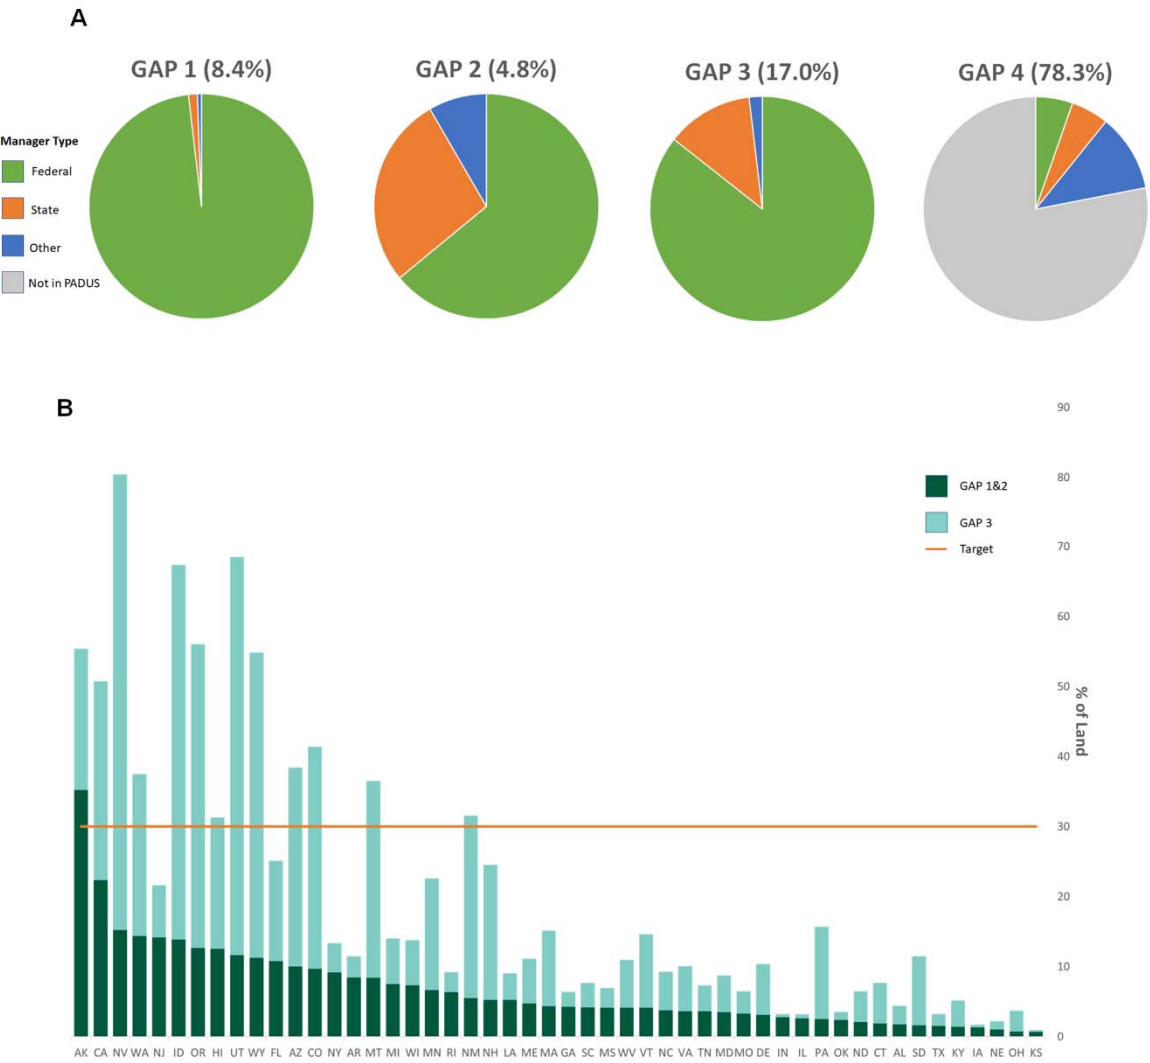 A
GAP 1 (8.4%)
GAP 2 (4.8%)
GAP 3 (17.0%)
GAP 4 (78.3%)
Manager Type
Federal
State
Other
Not in PADUS
B
90
80
70
60
50
40
30
20
10
0
% of Land
GAP 1&2
GAP 3
Target
AK CA NV WA NJ ID OR HI UT WY FL AZ CO NY AR MT MI WI MN RI NM NH LA ME MA GA SC MS WV VT NC VA TN MD MO DE IN IL PA OK ND CT AL SD TX KY IA NE OH KS